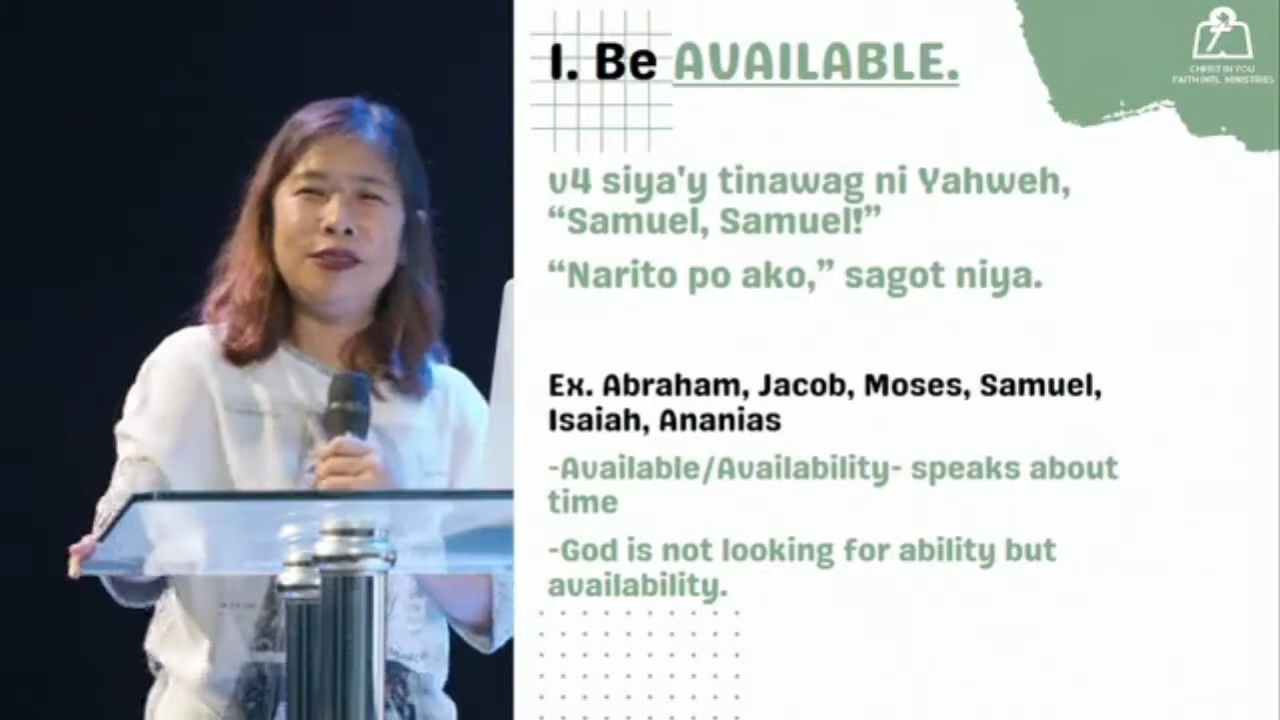 I. Be AVAILABLE.
CHRIST IN YOU
FAITH INTL. MINISTRIES
v4 siya'y tinawag ni Yahweh,
“Samuel, Samuel!”
“Narito po ako,” sagot niya.
Ex. Abraham, Jacob, Moses, Samuel,
Isaiah, Ananias
-Available/Availability- speaks about
time
-God is not looking for ability but
availability.